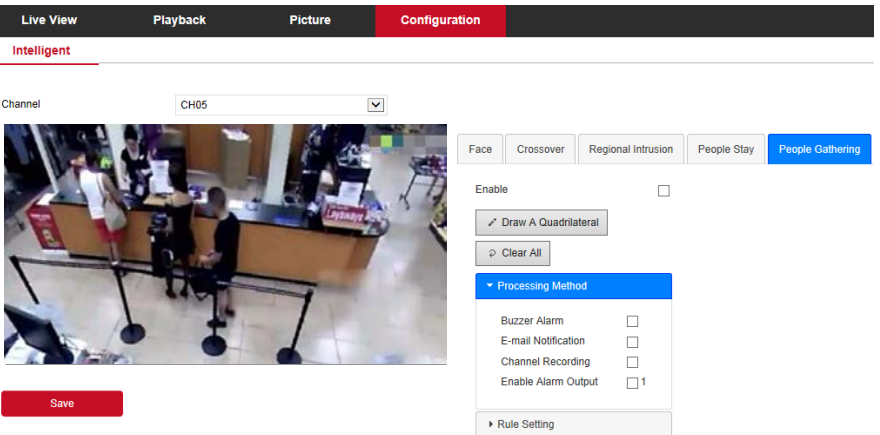 Live View Playback Picture Configuration
Intelligent
Channel CH05
Face Crossover Regional Intrusion People Stay People Gathering
Enable
Draw A Quadrilateral
Clear All
Processing Method
Buzzer Alarm
E-mail Notification
Channel Recording
Enable Alarm Output 1
Rule Setting
Layaways
Save